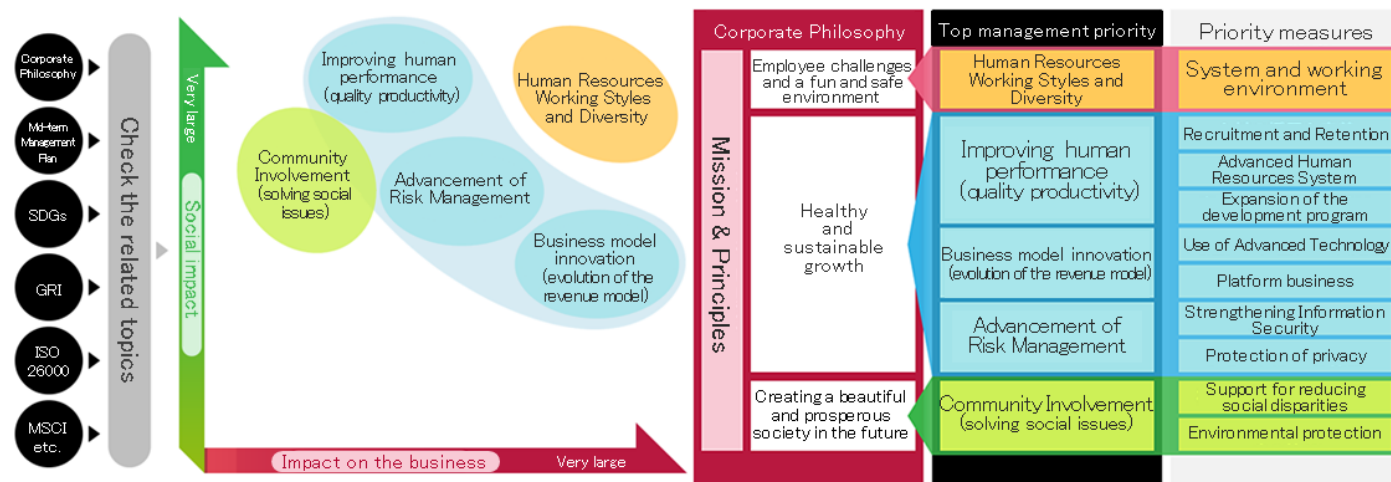 Corporate
Philosophy
Mid-term
Management
Plan
SDGs
GRI
ISO
26000
MSCI
etc.
Check the related topics
Very large
Social impact
Improving human
performance
(quality productivity)
Human Resources
Working Styles
and Diversity
Community
Involvement
(solving social
issues)
Advancement of
Risk Management
Business model
innovation
(evolution of the
revenue model)
Impact on the business
Very large
Corporate Philosophy
Mission & Principles
Employee challenges
and a fun and safe
environment
Healthy
and
sustainable
growth
Creating a beautiful
and prosperous
society in the future
Top management priority
Human Resources
Working Styles and
Diversity
Improving human
performance
(quality productivity)
Business model innovation
(evolution of the revenue model)
Advancement of
Risk Management
Community Involvement
(solving social issues)
Priority measures
System and working
environment
Recruitment and Retention
Advanced Human
Resources System
Expansion of the
development program
Use of Advanced Technology
Platform business
Strengthening Information
Security
Protection of privacy
Support for reducing
social disparities
Environmental protection